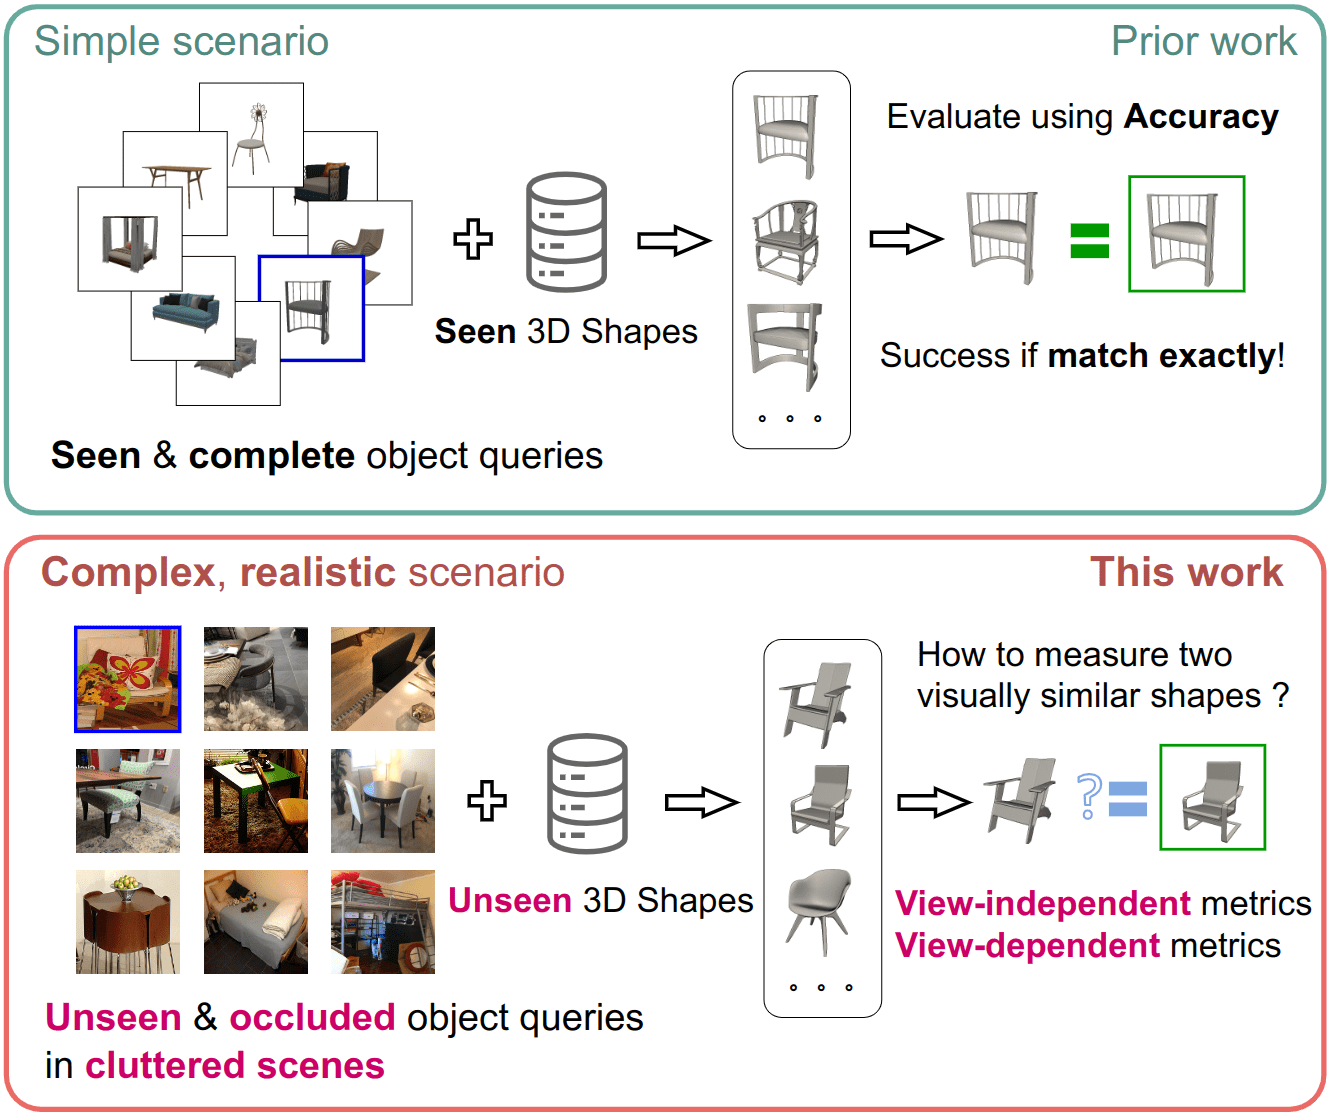 Simple scenario
Prior work
Evaluate using Accuracy
Seen 3D Shapes
Success if match exactly!
Seen & complete object queries
Complex, realistic scenario
This work
How to measure two
visually similar shapes ?
?
Unseen 3D Shapes
View-independent metrics
View-dependent metrics
Unseen & occluded object queries
in cluttered scenes